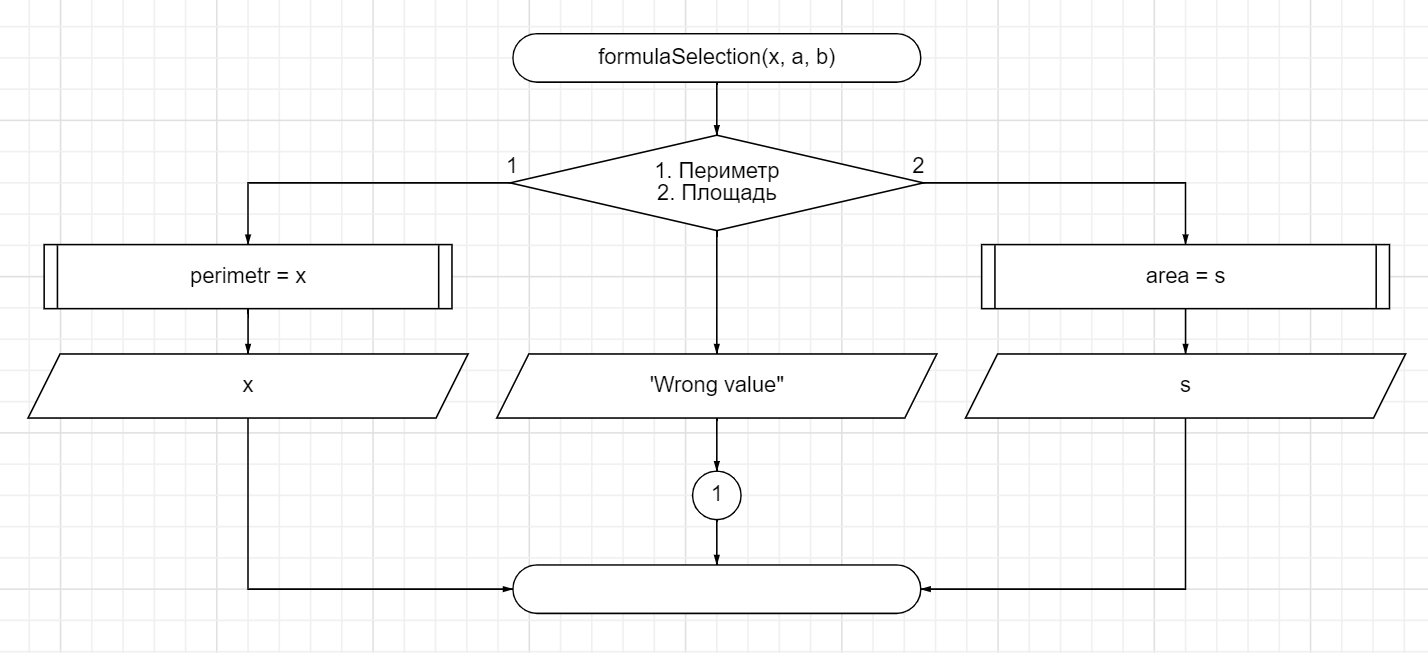 formulaSelection(x, a, b)
1
1. Периметр
2. Площадь
2
perimetr = x
area = s
x
'Wrong value"
s
1